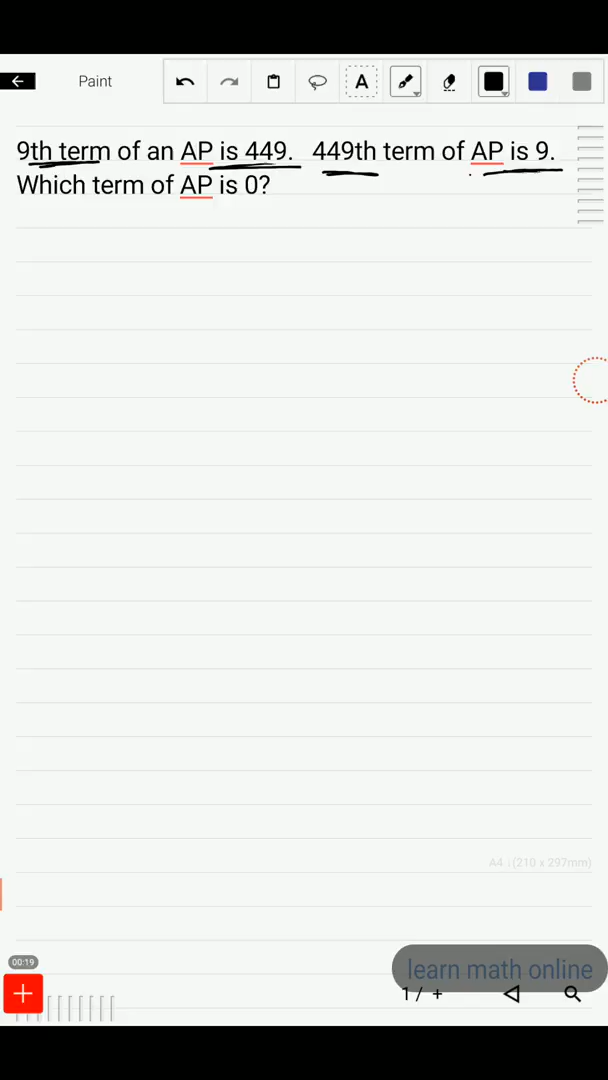 Paint
A
9th term of an AP is 449. 449th term of AP is 9.
Which term of AP is 0?
A4 : (210 x 297mm)
learn math online
00:19
1 / +